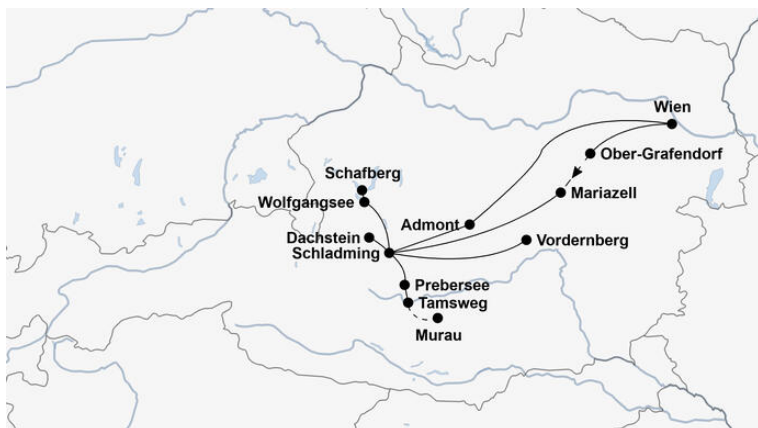 Wien
Ober-Grafendorf
Schafberg
Mariazell
Wolfgangsee
Admont
Dachstein
Vordernberg
Schladming
Prebersee
Tamsweg
Murau